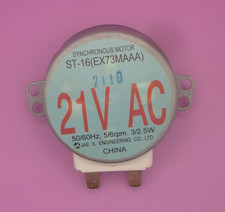 SYNCHRONOUS MOTOR
ST-16(EX73MAAA)
2110
21V AC
50/60Hz, 5/6rpm, 3/2.5W
JAE IL ENGINEERING CO., LTD.
CHINA